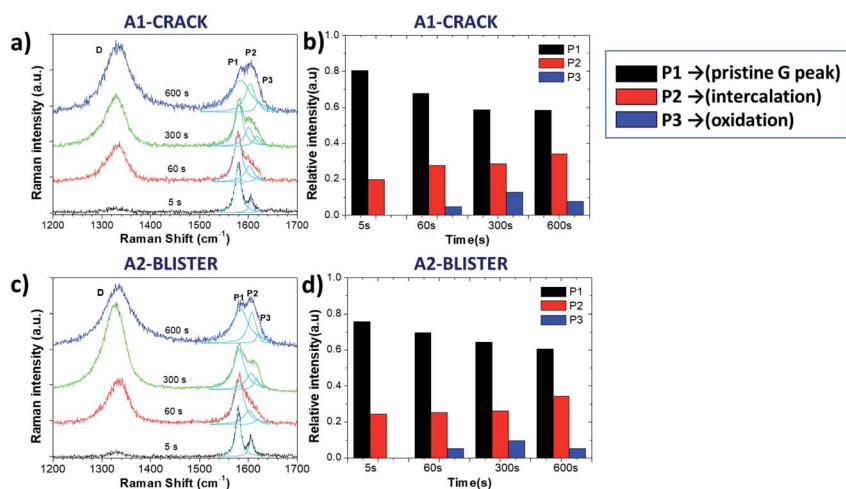 A1-CRACK
a)
D
P1
P2
P3
600 s
300 s
60 s
5 s
Raman intensity (a.u.)
1200 1300 1400 1500 1600 1700
Raman Shift (cm⁻¹)
A1-CRACK
b)
1.0
0.8
0.6
0.4
0.2
0.0
Relative intensity(a.u)
P1
P2
P3
5s 60s 300s 600s
Time(s)
P1 →(pristine G peak)
P2 →(intercalation)
P3 →(oxidation)
A2-BLISTER
c)
D
P1
P2
P3
600 s
300 s
60 s
5 s
Raman intensity (a.u.)
1200 1300 1400 1500 1600 1700
Raman Shift (cm⁻¹)
A2-BLISTER
d)
1.0
0.8
0.6
0.4
0.2
0.0
Relative intensity(a.u)
P1
P2
P3
5s 60s 300s 600s
Time(s)